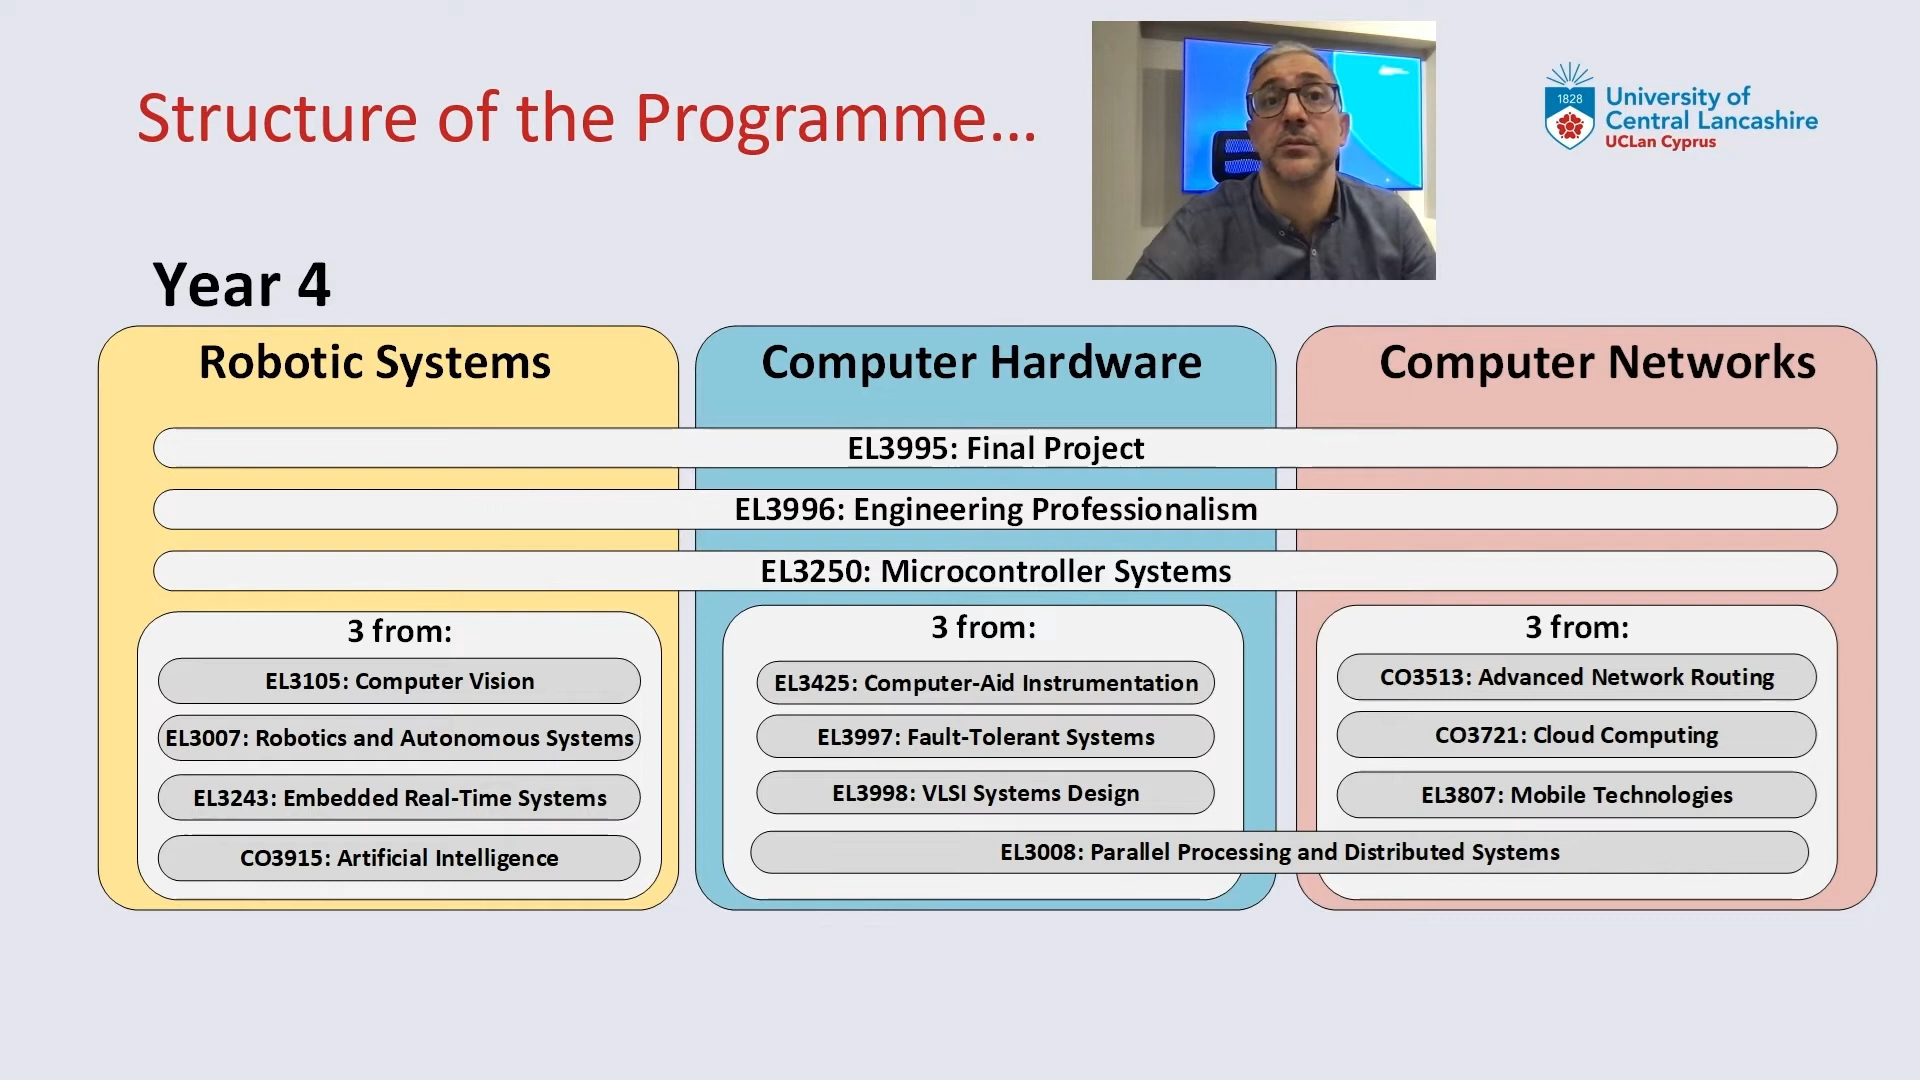 Structure of the Programme...
1828
University of
Central Lancashire
UCLan Cyprus
Year 4
Robotic Systems
Computer Hardware
Computer Networks
EL3995: Final Project
EL3996: Engineering Professionalism
EL3250: Microcontroller Systems
3 from:
EL3105: Computer Vision
EL3007: Robotics and Autonomous Systems
EL3243: Embedded Real-Time Systems
CO3915: Artificial Intelligence
3 from:
EL3425: Computer-Aid Instrumentation
EL3997: Fault-Tolerant Systems
EL3998: VLSI Systems Design
3 from:
CO3513: Advanced Network Routing
CO3721: Cloud Computing
EL3807: Mobile Technologies
EL3008: Parallel Processing and Distributed Systems